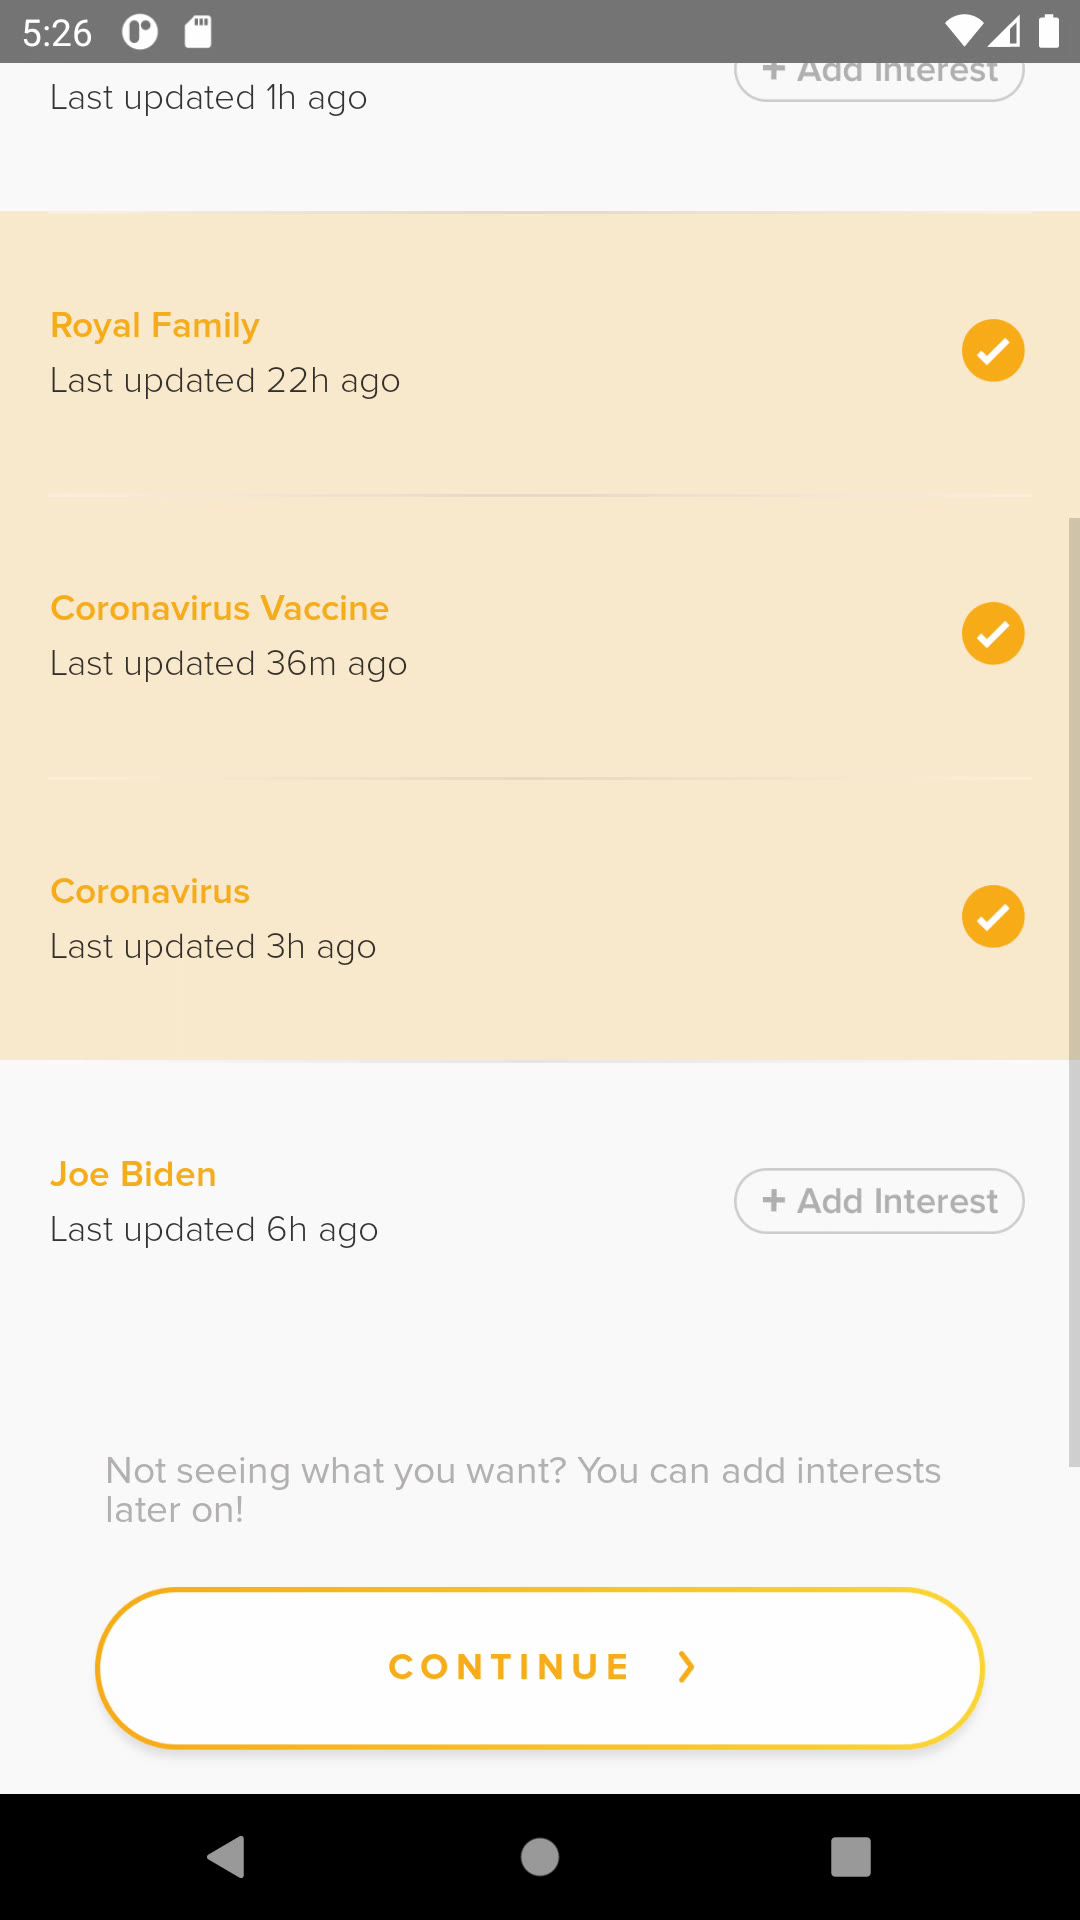 5:26
+ Add Interest
Last updated 1h ago
Royal Family
Last updated 22h ago
Coronavirus Vaccine
Last updated 36m ago
Coronavirus
Last updated 3h ago
Joe Biden
+ Add Interest
Last updated 6h ago
Not seeing what you want? You can add interests
later on!
CONTINUE